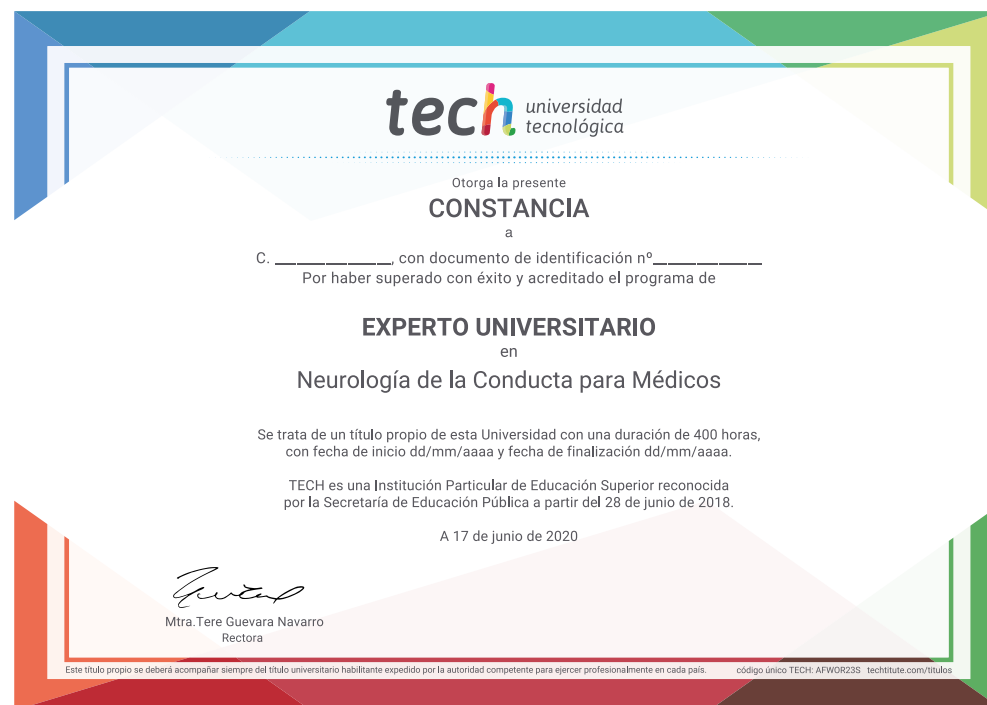 tech universidad
tecnológica
Otorga la presente
CONSTANCIA
a
C. ______________, con documento de identificación nº_____________
Por haber superado con éxito y acreditado el programa de
EXPERTO UNIVERSITARIO
en
Neurología de la Conducta para Médicos
Se trata de un título propio de esta Universidad con una duración de 400 horas,
con fecha de inicio dd/mm/aaaa y fecha de finalización dd/mm/aaaa.
TECH es una Institución Particular de Educación Superior reconocida
por la Secretaría de Educación Pública a partir del 28 de junio de 2018.
A 17 de junio de 2020
Mtra.Tere Guevara Navarro
Rectora
Este título propio se deberá acompañar siempre del título universitario habilitante expedido por la autoridad competente para ejercer profesionalmente en cada país. código único TECH: AFWOR23S techtitute.com/titulos